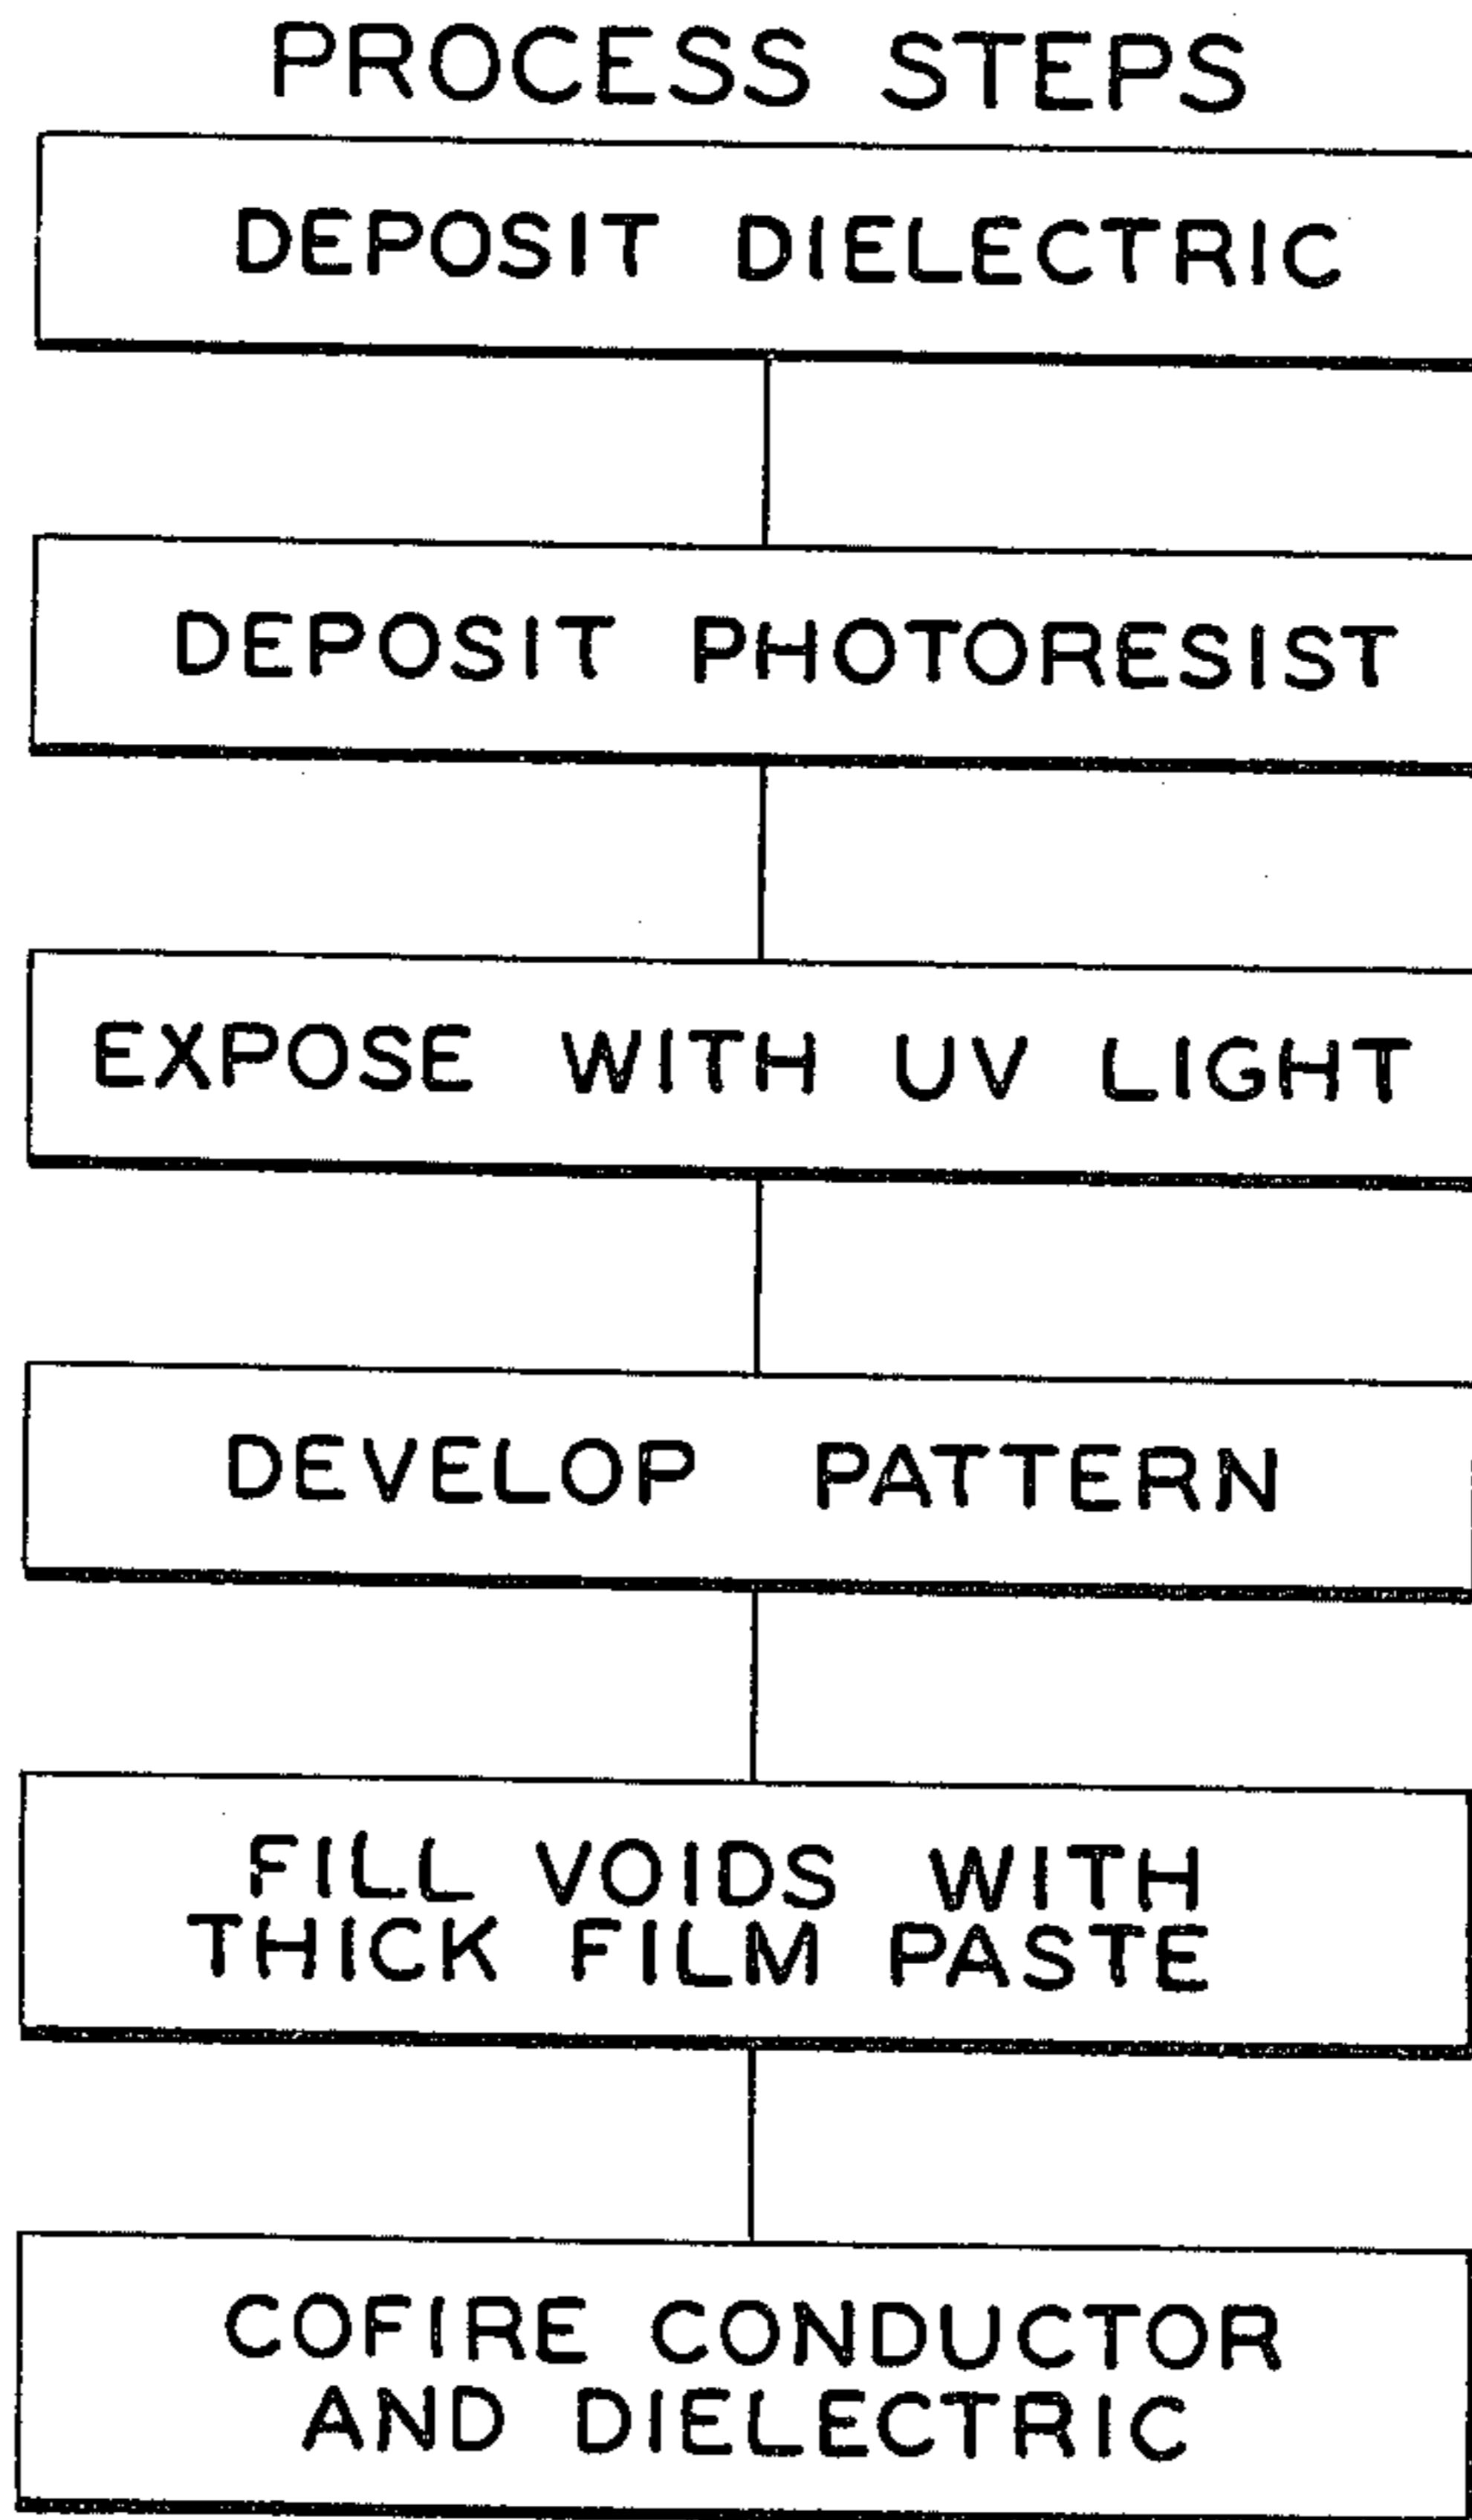 PROCESS STEPS
DEPOSIT DIELECTRIC
DEPOSIT PHOTORESIST
EXPOSE WITH UV LIGHT
DEVELOP PATTERN
FILL VOIDS WITH
THICK FILM PASTE
COFIRE CONDUCTOR
AND DIELECTRIC